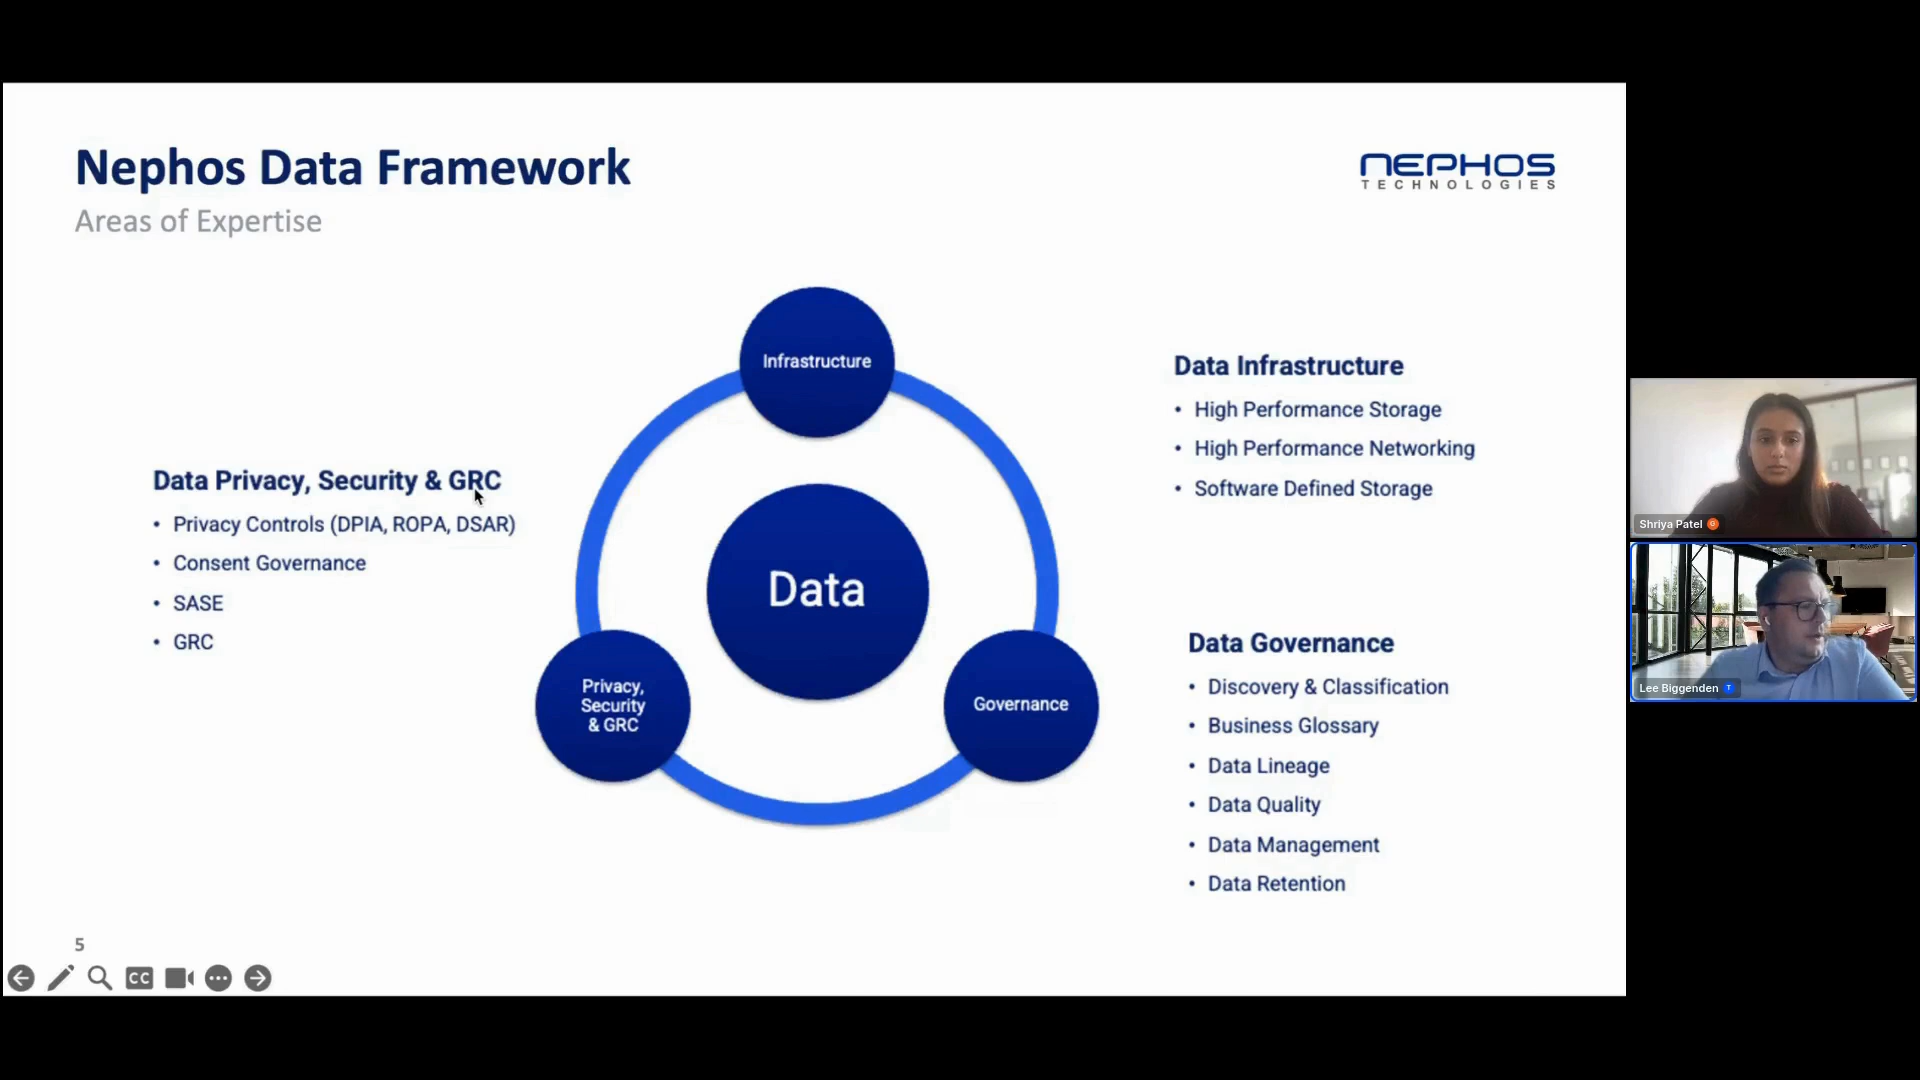 Nephos Data Framework
Areas of Expertise
NEPHOS
TECHNOLOGIES
Data Privacy, Security & GRC
• Privacy Controls (DPIA, ROPA, DSAR)
• Consent Governance
• SASE
• GRC
Infrastructure
Data
Privacy,
Security
& GRC
Governance
Data Infrastructure
• High Performance Storage
• High Performance Networking
• Software Defined Storage
Data Governance
• Discovery & Classification
• Business Glossary
• Data Lineage
• Data Quality
• Data Management
• Data Retention
5
CC
Shriya Patel G
Lee Biggenden T